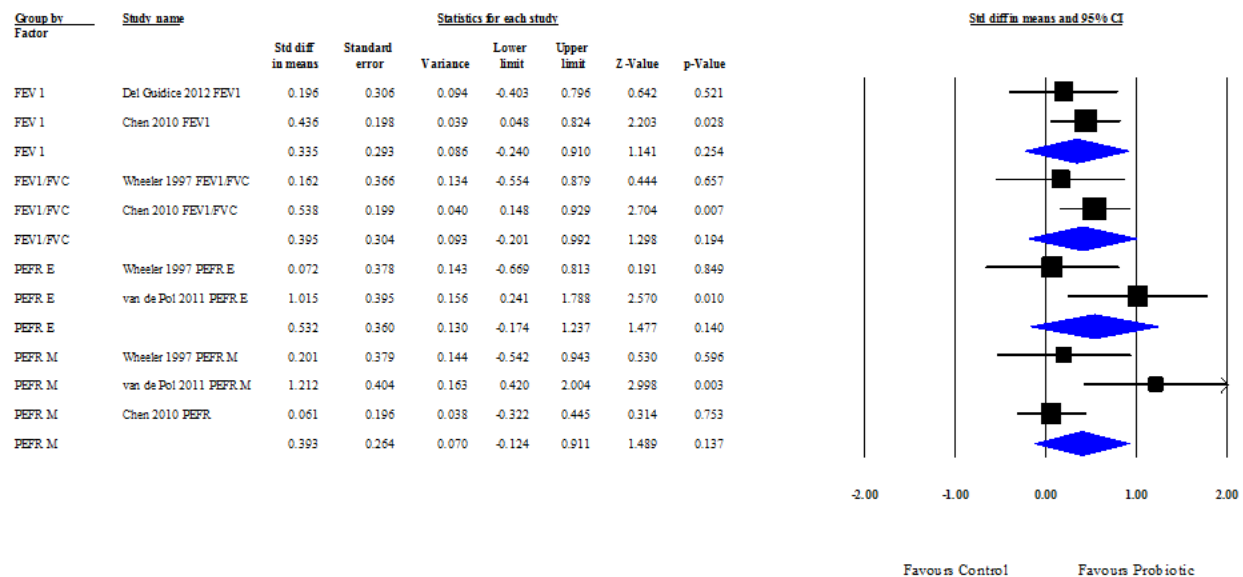 Group by Factor Study name Statistics for each study Std diff in means and 95% CI
Std diff in means Standard error Variance Lower limit Upper limit Z-Value p-Value
FEV 1 Del Guidice 2012 FEV1 0.196 0.306 0.094 -0.403 0.796 0.642 0.521
FEV 1 Chen 2010 FEV1 0.436 0.198 0.039 0.048 0.824 2.203 0.028
FEV 1 0.335 0.293 0.086 -0.240 0.910 1.141 0.254
FEV1/FVC Wheeler 1997 FEV1/FVC 0.162 0.366 0.134 -0.554 0.879 0.444 0.657
FEV1/FVC Chen 2010 FEV1/FVC 0.538 0.199 0.040 0.148 0.929 2.704 0.007
FEV1/FVC 0.395 0.304 0.093 -0.201 0.992 1.298 0.194
PEFR E Wheeler 1997 PEFR E 0.072 0.378 0.143 -0.669 0.813 0.191 0.849
PEFR E van de Pol 2011 PEFR E 1.015 0.395 0.156 0.241 1.788 2.570 0.010
PEFR E 0.532 0.360 0.130 -0.174 1.237 1.477 0.140
PEFR M Wheeler 1997 PEFR M 0.201 0.379 0.144 -0.542 0.943 0.530 0.596
PEFR M van de Pol 2011 PEFR M 1.212 0.404 0.163 0.420 2.004 2.998 0.003
PEFR M Chen 2010 PEFR 0.061 0.196 0.038 -0.322 0.445 0.314 0.753
PEFR M 0.393 0.264 0.070 -0.124 0.911 1.489 0.137
-2.00 -1.00 0.00 1.00 2.00
Favours Control Favours Probiotic